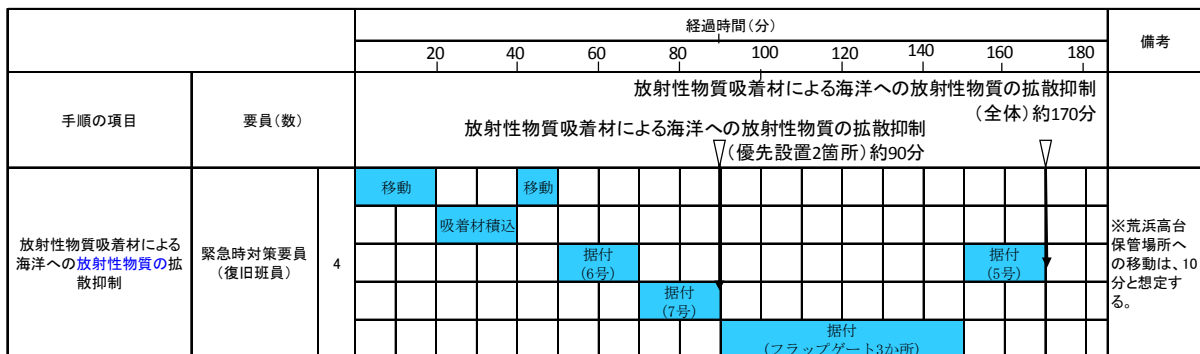 経過時間(分)
備考
20 40 60 80 100 120 140 160 180
手順の項目
要員(数)
放射性物質吸着材による海洋への放射性物質の拡散抑制
(全体)約170分
放射性物質吸着材による海洋への放射性物質の拡散抑制
(優先設置2箇所)約90分
放射性物質吸着材による
海洋への放射性物質の拡
散抑制
緊急時対策要員
(復旧班員)
4
移動
移動
吸着材積込
据付
(6号)
据付
(5号)
据付
(7号)
据付
(フラップゲート3か所)
※荒浜高台
保管場所へ
の移動は、10
分と想定す
る。